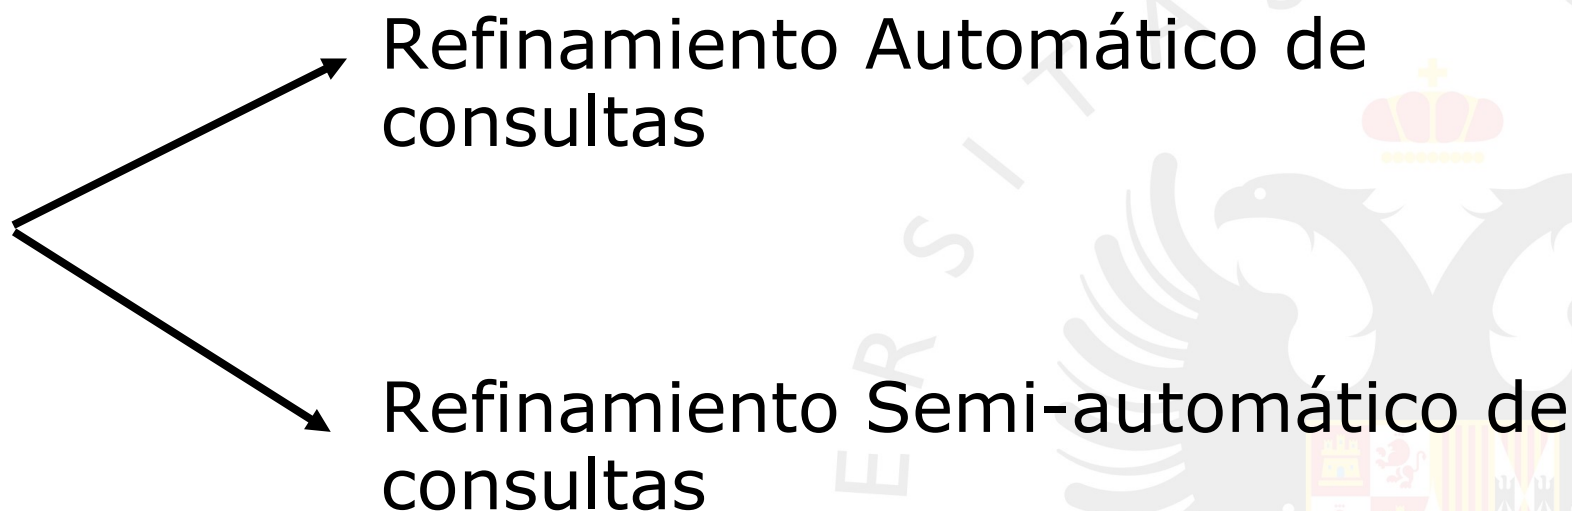 Refinamiento Automático de
consultas
Refinamiento Semi-automático de
consultas
E R S I T A S